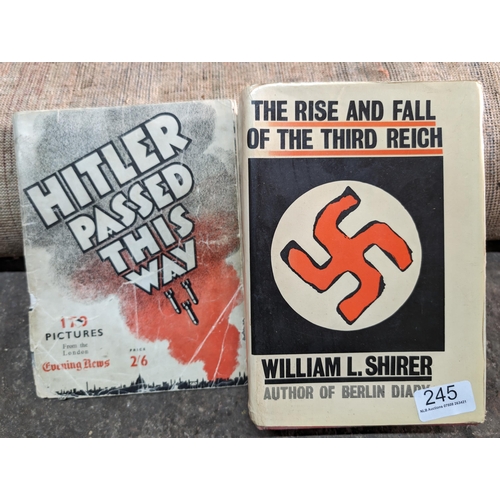 HITLER
PASSED
THIS
WAY
179
PICTURES
From the
London
Evening News
PRICE
2/6
THE RISE AND FALL
OF THE THIRD REICH
WILLIAM L. SHIRER
AUTHOR OF BERLIN DIARY
245